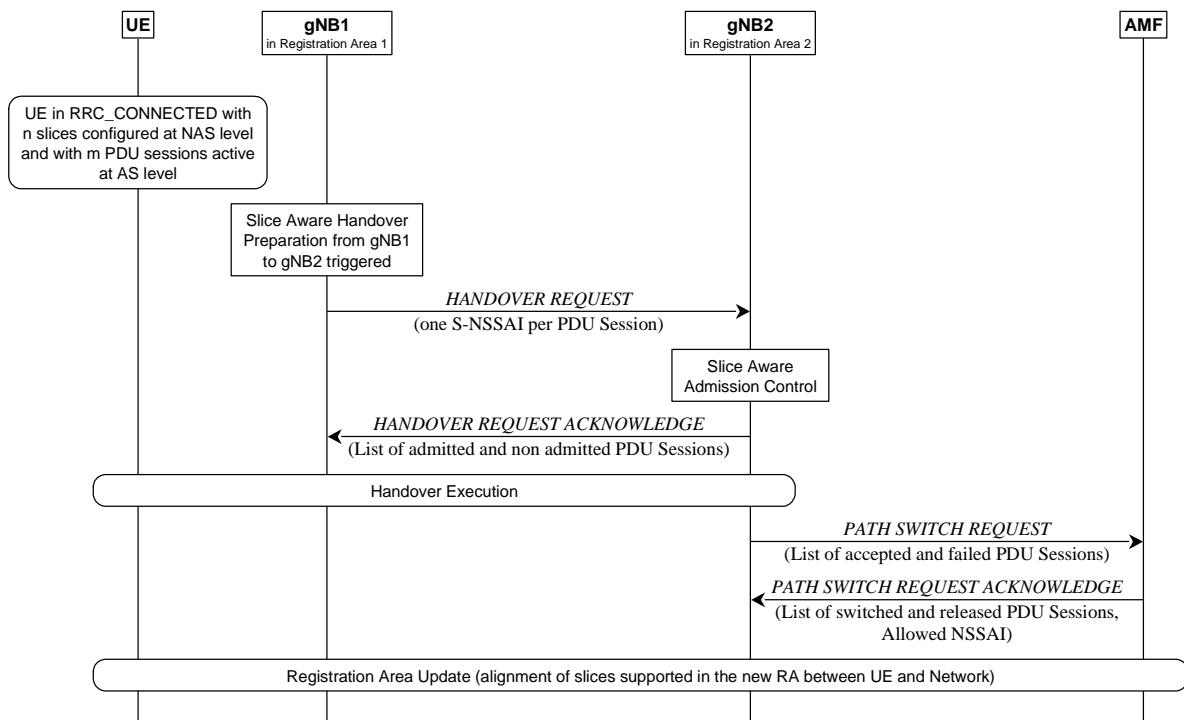 UE
gNB1
in Registration Area 1
gNB2
in Registration Area 2
AMF
UE in RRC_CONNECTED with
n slices configured at NAS level
and with m PDU sessions active
at AS level
Slice Aware Handover
Preparation from gNB1
to gNB2 triggered
HANDOVER REQUEST
(one S-NSSAI per PDU Session)
Slice Aware
Admission Control
HANDOVER REQUEST ACKNOWLEDGE
(List of admitted and non admitted PDU Sessions)
Handover Execution
PATH SWITCH REQUEST
(List of accepted and failed PDU Sessions)
PATH SWITCH REQUEST ACKNOWLEDGE
(List of switched and released PDU Sessions,
Allowed NSSAI)
Registration Area Update (alignment of slices supported in the new RA between UE and Network)